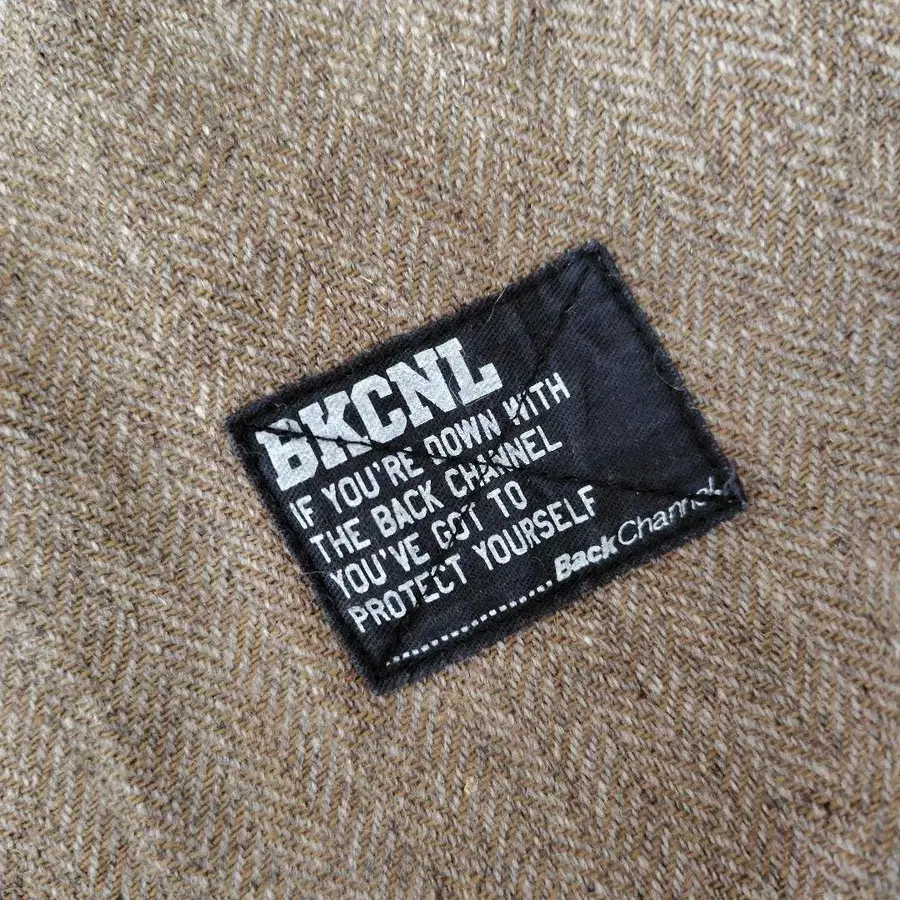 BKCNL
IF YOU'RE DOWN WITH
THE BACK CHANNEL
YOU'VE GOT TO
PROTECT YOURSELF
BackChannel